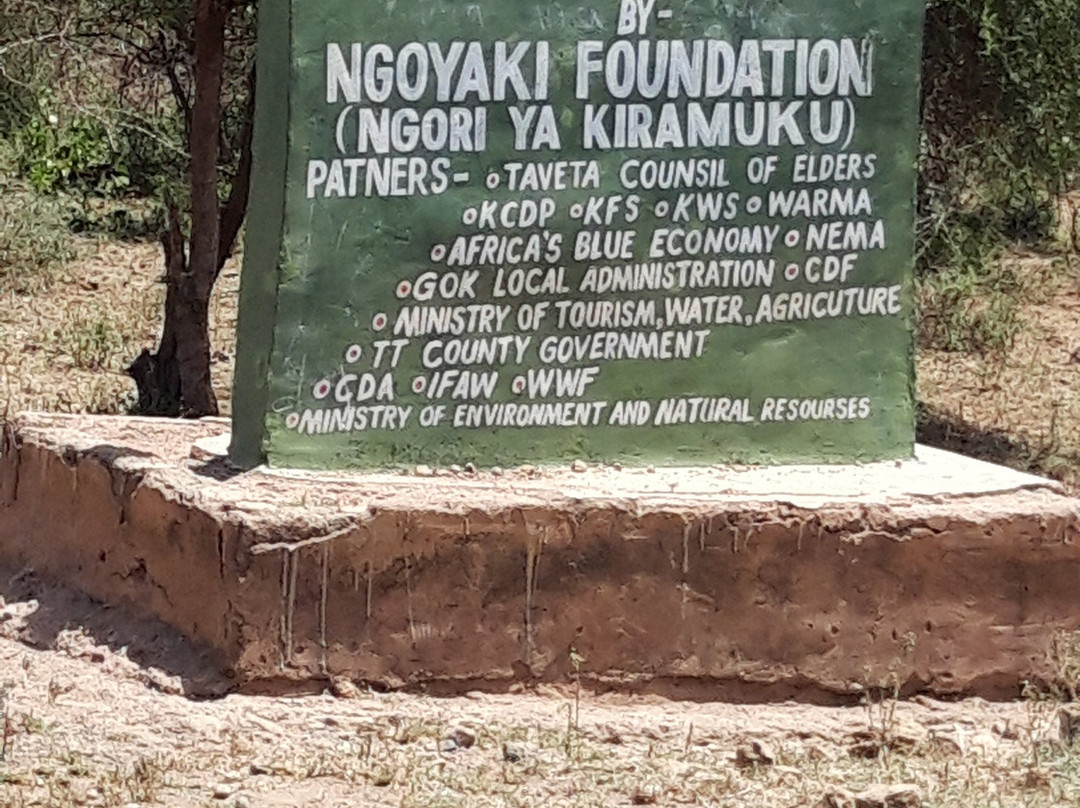 BY-
NGOYAKI FOUNDATION
(NGORI YA KIRAMUKU)
PATNERS- TAVETA COUNSIL OF ELDERS
KCDP KFS KWS WARMA
AFRICA'S BLUE ECONOMY NEMA
GOK LOCAL ADMINISTRATION CDF
MINISTRY OF TOURISM, WATER, AGRICUTURE
TT COUNTY GOVERNMENT
CDA IFAW WWF
MINISTRY OF ENVIRONMENT AND NATURAL RESOURSES